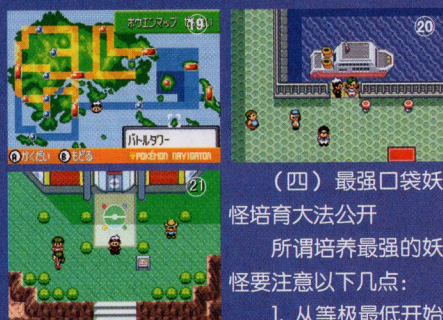 ホウエンマップ
19
20
バトルタワー
Aかくだい Bもどる POKéMON NAVIGATOR
21
（四）最强口袋妖
怪培育大法公开
所谓培养最强的妖
怪要注意以下几点：
1. 从等极最低开始